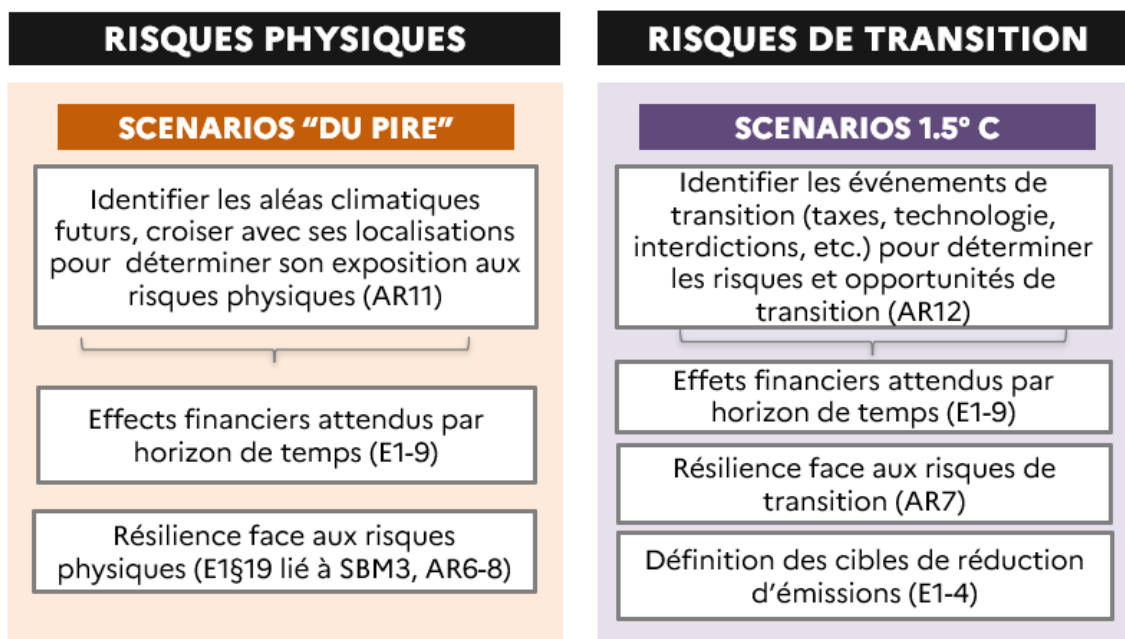 RISQUES PHYSIQUES
SCENARIOS “DU PIRE”
Identifier les aléas climatiques
futurs, croiser avec ses localisations
pour déterminer son exposition aux
risques physiques (AR11)
Effects financiers attendus par
horizon de temps (E1-9)
Résilience face aux risques
physiques (E1§19 lié à SBM3, AR6-8)
RISQUES DE TRANSITION
SCENARIOS 1.5° C
Identifier les événements de
transition (taxes, technologie,
interdictions, etc.) pour déterminer
les risques et opportunités de
transition (AR12)
Effets financiers attendus par
horizon de temps (E1-9)
Résilience face aux risques de
transition (AR7)
Définition des cibles de réduction
d’émissions (E1-4)